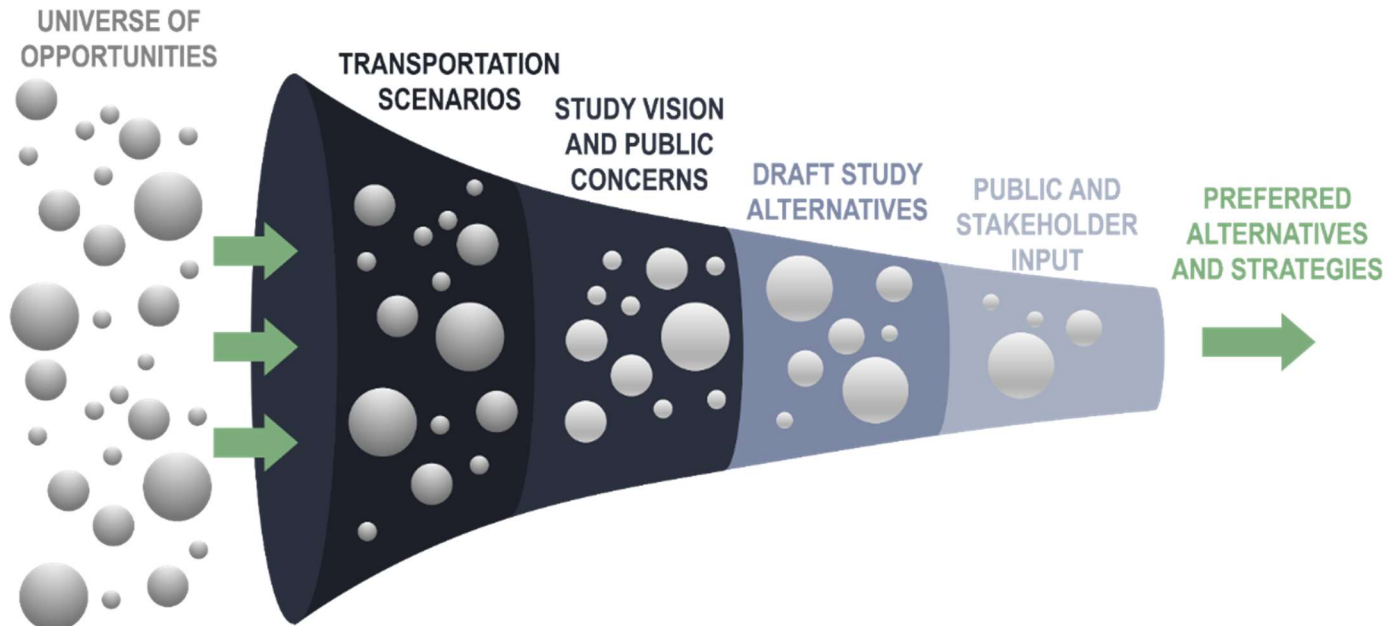 UNIVERSE OF
OPPORTUNITIES
TRANSPORTATION
SCENARIOS
STUDY VISION
AND PUBLIC
CONCERNS
DRAFT STUDY
ALTERNATIVES
PUBLIC AND
STAKEHOLDER
INPUT
PREFERRED
ALTERNATIVES
AND STRATEGIES